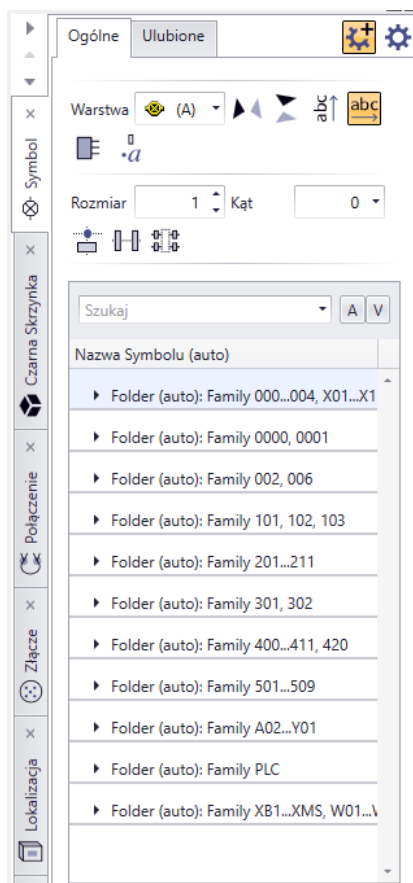 Ogólne Ulubione
Warstwa (A) abc abc
a
Rozmiar 1 Kąt 0
Szukaj A V
Nazwa Symbolu (auto)
Folder (auto): Family 000...004, X01...X1
Folder (auto): Family 0000, 0001
Folder (auto): Family 002, 006
Folder (auto): Family 101, 102, 103
Folder (auto): Family 201...211
Folder (auto): Family 301, 302
Folder (auto): Family 400...411, 420
Folder (auto): Family 501...509
Folder (auto): Family A02...Y01
Folder (auto): Family PLC
Folder (auto): Family XB1...XMS, W01...
Symbol
Czarna Skrzynka
Połączenie
Złącze
Lokalizacja